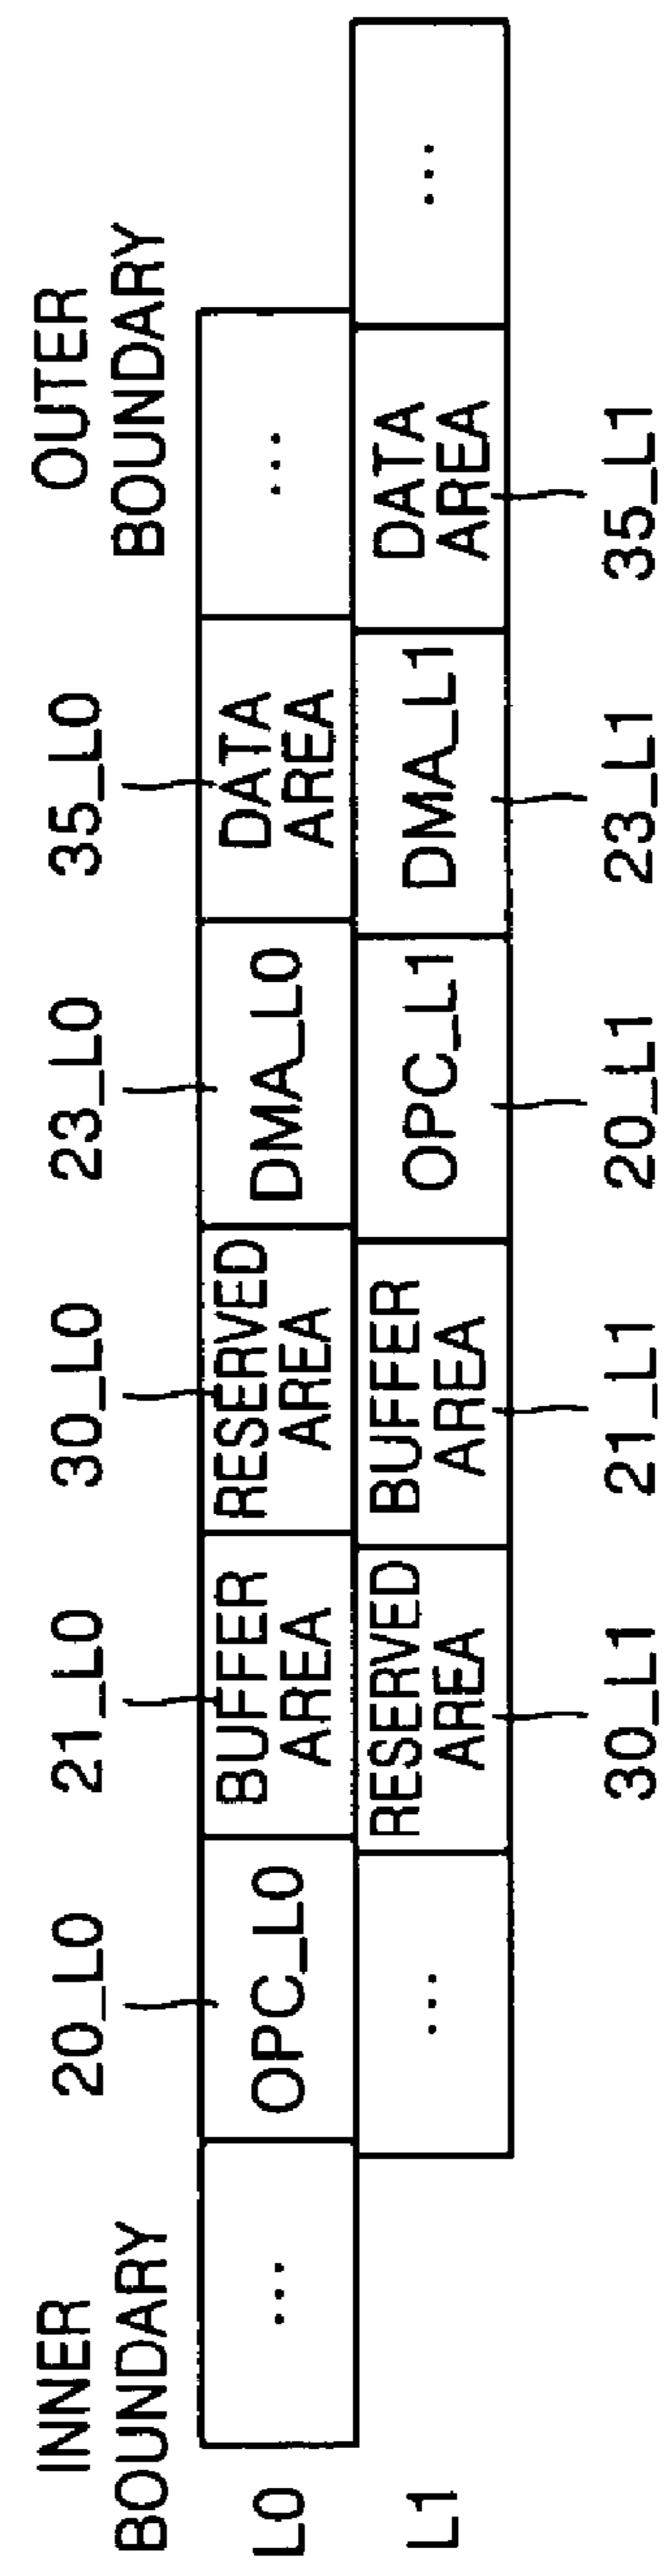 INNER
BOUNDARY
OUTER
BOUNDARY
20_L0
21_L0
30_L0
23_L0
35_L0
L0
...
OPC_L0
BUFFER
AREA
RESERVED
AREA
DMA_L0
DATA
AREA
...
L1
...
RESERVED
AREA
BUFFER
AREA
OPC_L1
DMA_L1
DATA
AREA
...
30_L1
21_L1
20_L1
23_L1
35_L1